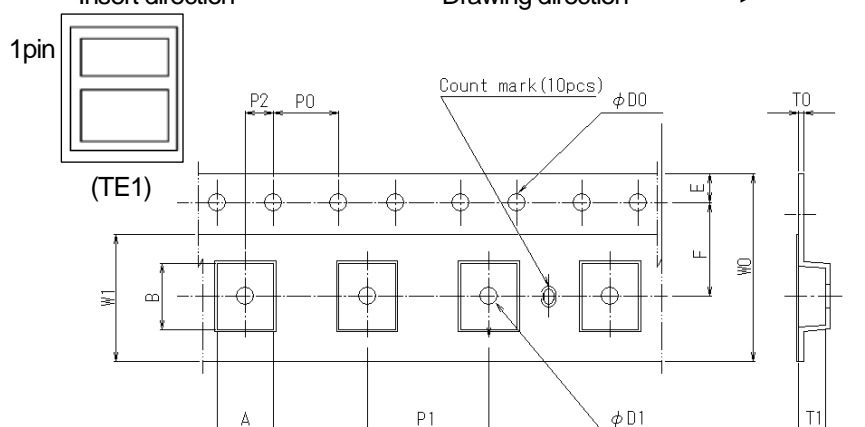 Insert direction
Drawing direction
1pin
(TE1)
Count mark(10pcs)
P2
P0
φD0
T0
E
F
W0
W1
B
A
P1
φD1
T1